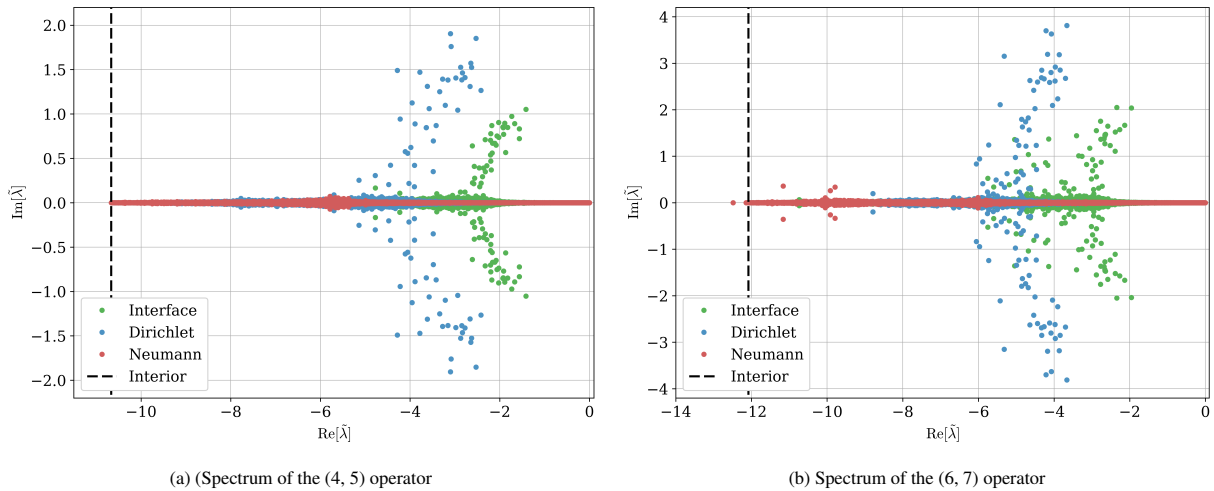 2.0
1.5
1.0
0.5
0.0
−0.5
−1.0
−1.5
−2.0
Im[λ̃]
Interface
Dirichlet
Neumann
Interior
−10
−8
−6
−4
−2
0
Re[λ̃]
(a) (Spectrum of the (4, 5) operator
4
3
2
1
0
−1
−2
−3
−4
Im[λ̃]
Interface
Dirichlet
Neumann
Interior
−14
−12
−10
−8
−6
−4
−2
0
Re[λ̃]
(b) Spectrum of the (6, 7) operator